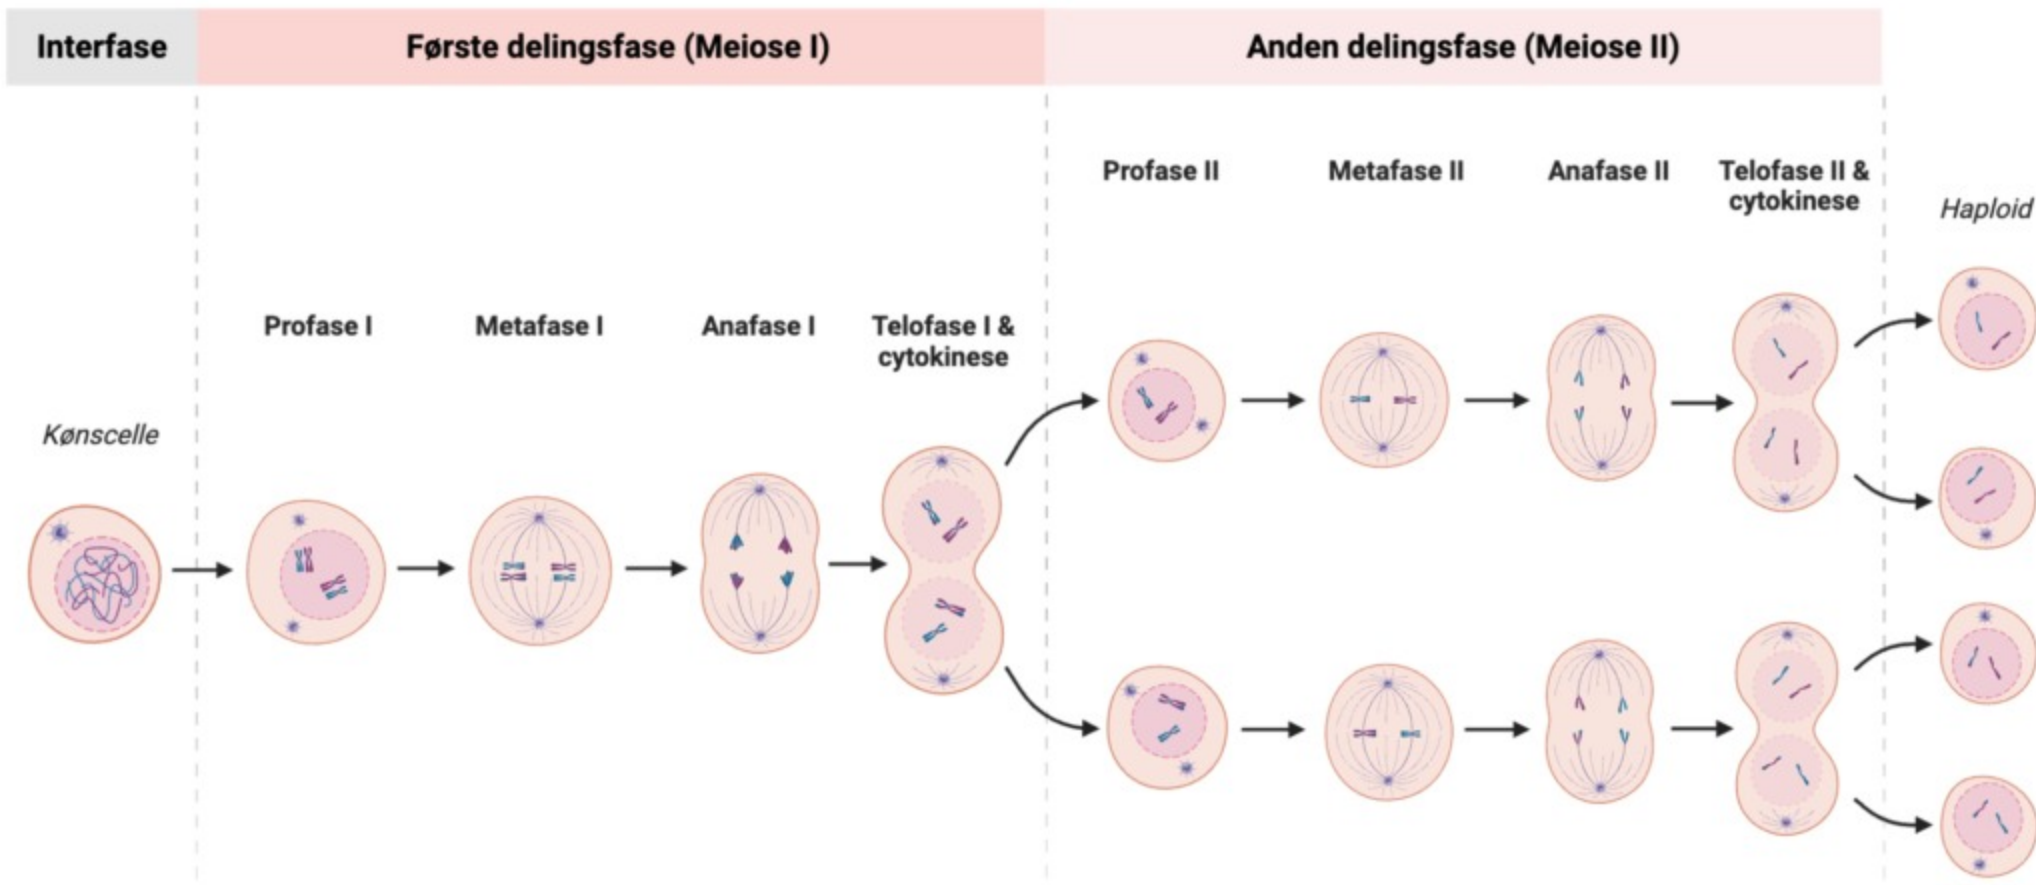 Interfase
Første delingsfase (Meiose I)
Anden delingsfase (Meiose II)
Profase II
Metafase II
Anafase II
Telofase II &
cytokinese
Haploid
Profase I
Metafase I
Anafase I
Telofase I &
cytokinese
Kønscelle